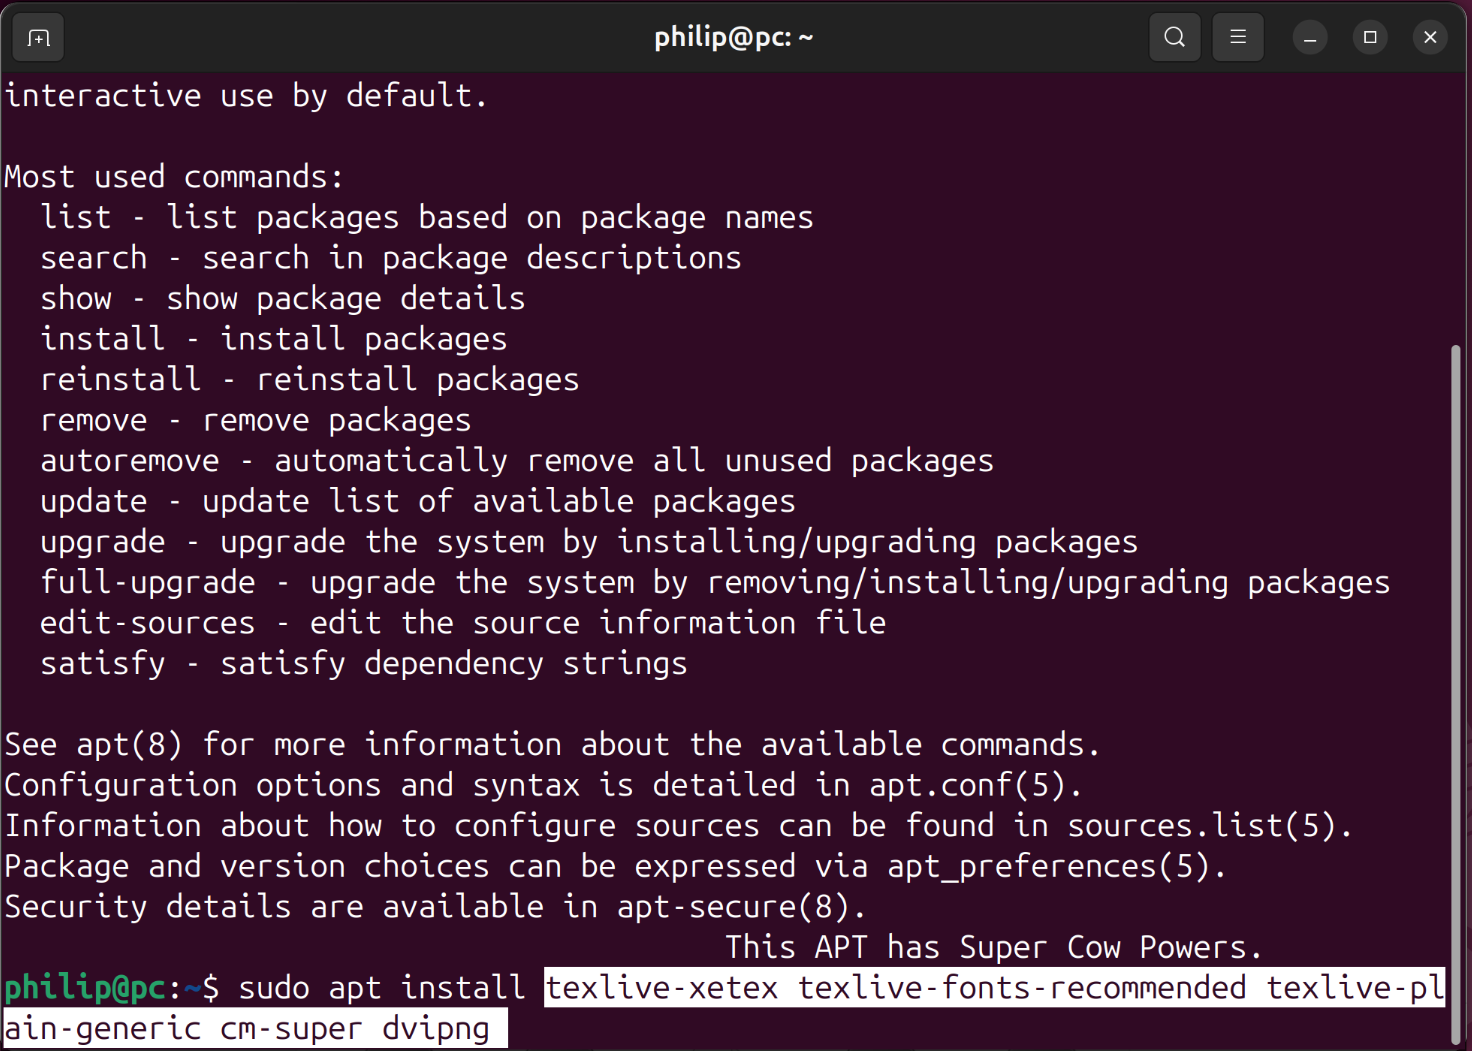 philip@pc: ~
interactive use by default.
Most used commands:
list - list packages based on package names
search - search in package descriptions
show - show package details
install - install packages
reinstall - reinstall packages
remove - remove packages
autoremove - automatically remove all unused packages
update - update list of available packages
upgrade - upgrade the system by installing/upgrading packages
full-upgrade - upgrade the system by removing/installing/upgrading packages
edit-sources - edit the source information file
satisfy - satisfy dependency strings
See apt(8) for more information about the available commands.
Configuration options and syntax is detailed in apt.conf(5).
Information about how to configure sources can be found in sources.list(5).
Package and version choices can be expressed via apt_preferences(5).
Security details are available in apt-secure(8).
This APT has Super Cow Powers.
philip@pc:~$ sudo apt install texlive-xetex texlive-fonts-recommended texlive-pl
ain-generic cm-super dvipng